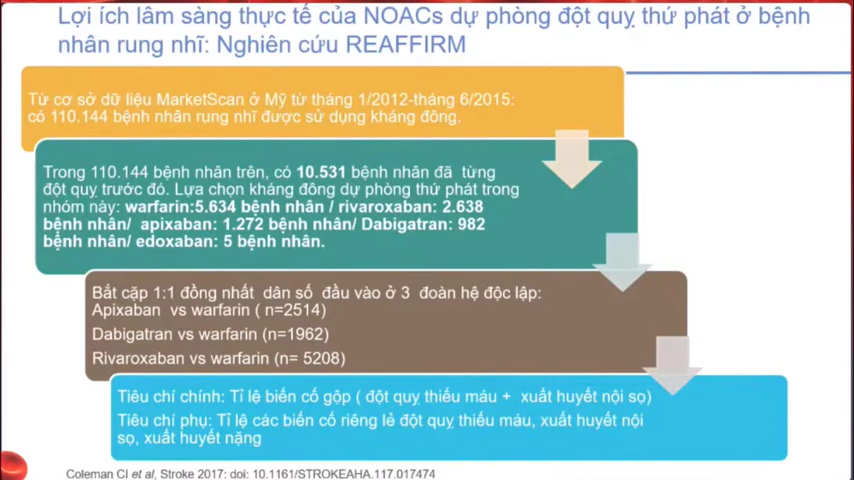 Lợi ích lâm sàng thực tế của NOACs dự phòng đột quỵ thứ phát ở bệnh
nhân rung nhĩ: Nghiên cứu REAFFIRM
Từ cơ sở dữ liệu MarketScan ở Mỹ từ tháng 1/2012-tháng 6/2015:
có 110.144 bệnh nhân rung nhĩ được sử dụng kháng đông.
Trong 110.144 bệnh nhân trên, có 10.531 bệnh nhân đã từng
đột quỵ trước đó. Lựa chọn kháng đông dự phòng thứ phát trong
nhóm này: warfarin:5.634 bệnh nhân / rivaroxaban: 2.638
bệnh nhân/ apixaban: 1.272 bệnh nhân/ Dabigatran: 982
bệnh nhân/ edoxaban: 5 bệnh nhân.
Bắt cặp 1:1 đồng nhất dân số đầu vào ở 3 đoàn hệ độc lập:
Apixaban vs warfarin ( n=2514)
Dabigatran vs warfarin (n=1962)
Rivaroxaban vs warfarin (n= 5208)
Tiêu chí chính: Tỉ lệ biến cố gộp ( đột quỵ thiếu máu + xuất huyết nội sọ)
Tiêu chí phụ: Tỉ lệ các biến cố riêng lẻ đột quỵ thiếu máu, xuất huyết nội
sọ, xuất huyết nặng
Coleman CI et al, Stroke 2017: doi: 10.1161/STROKEAHA.117.017474